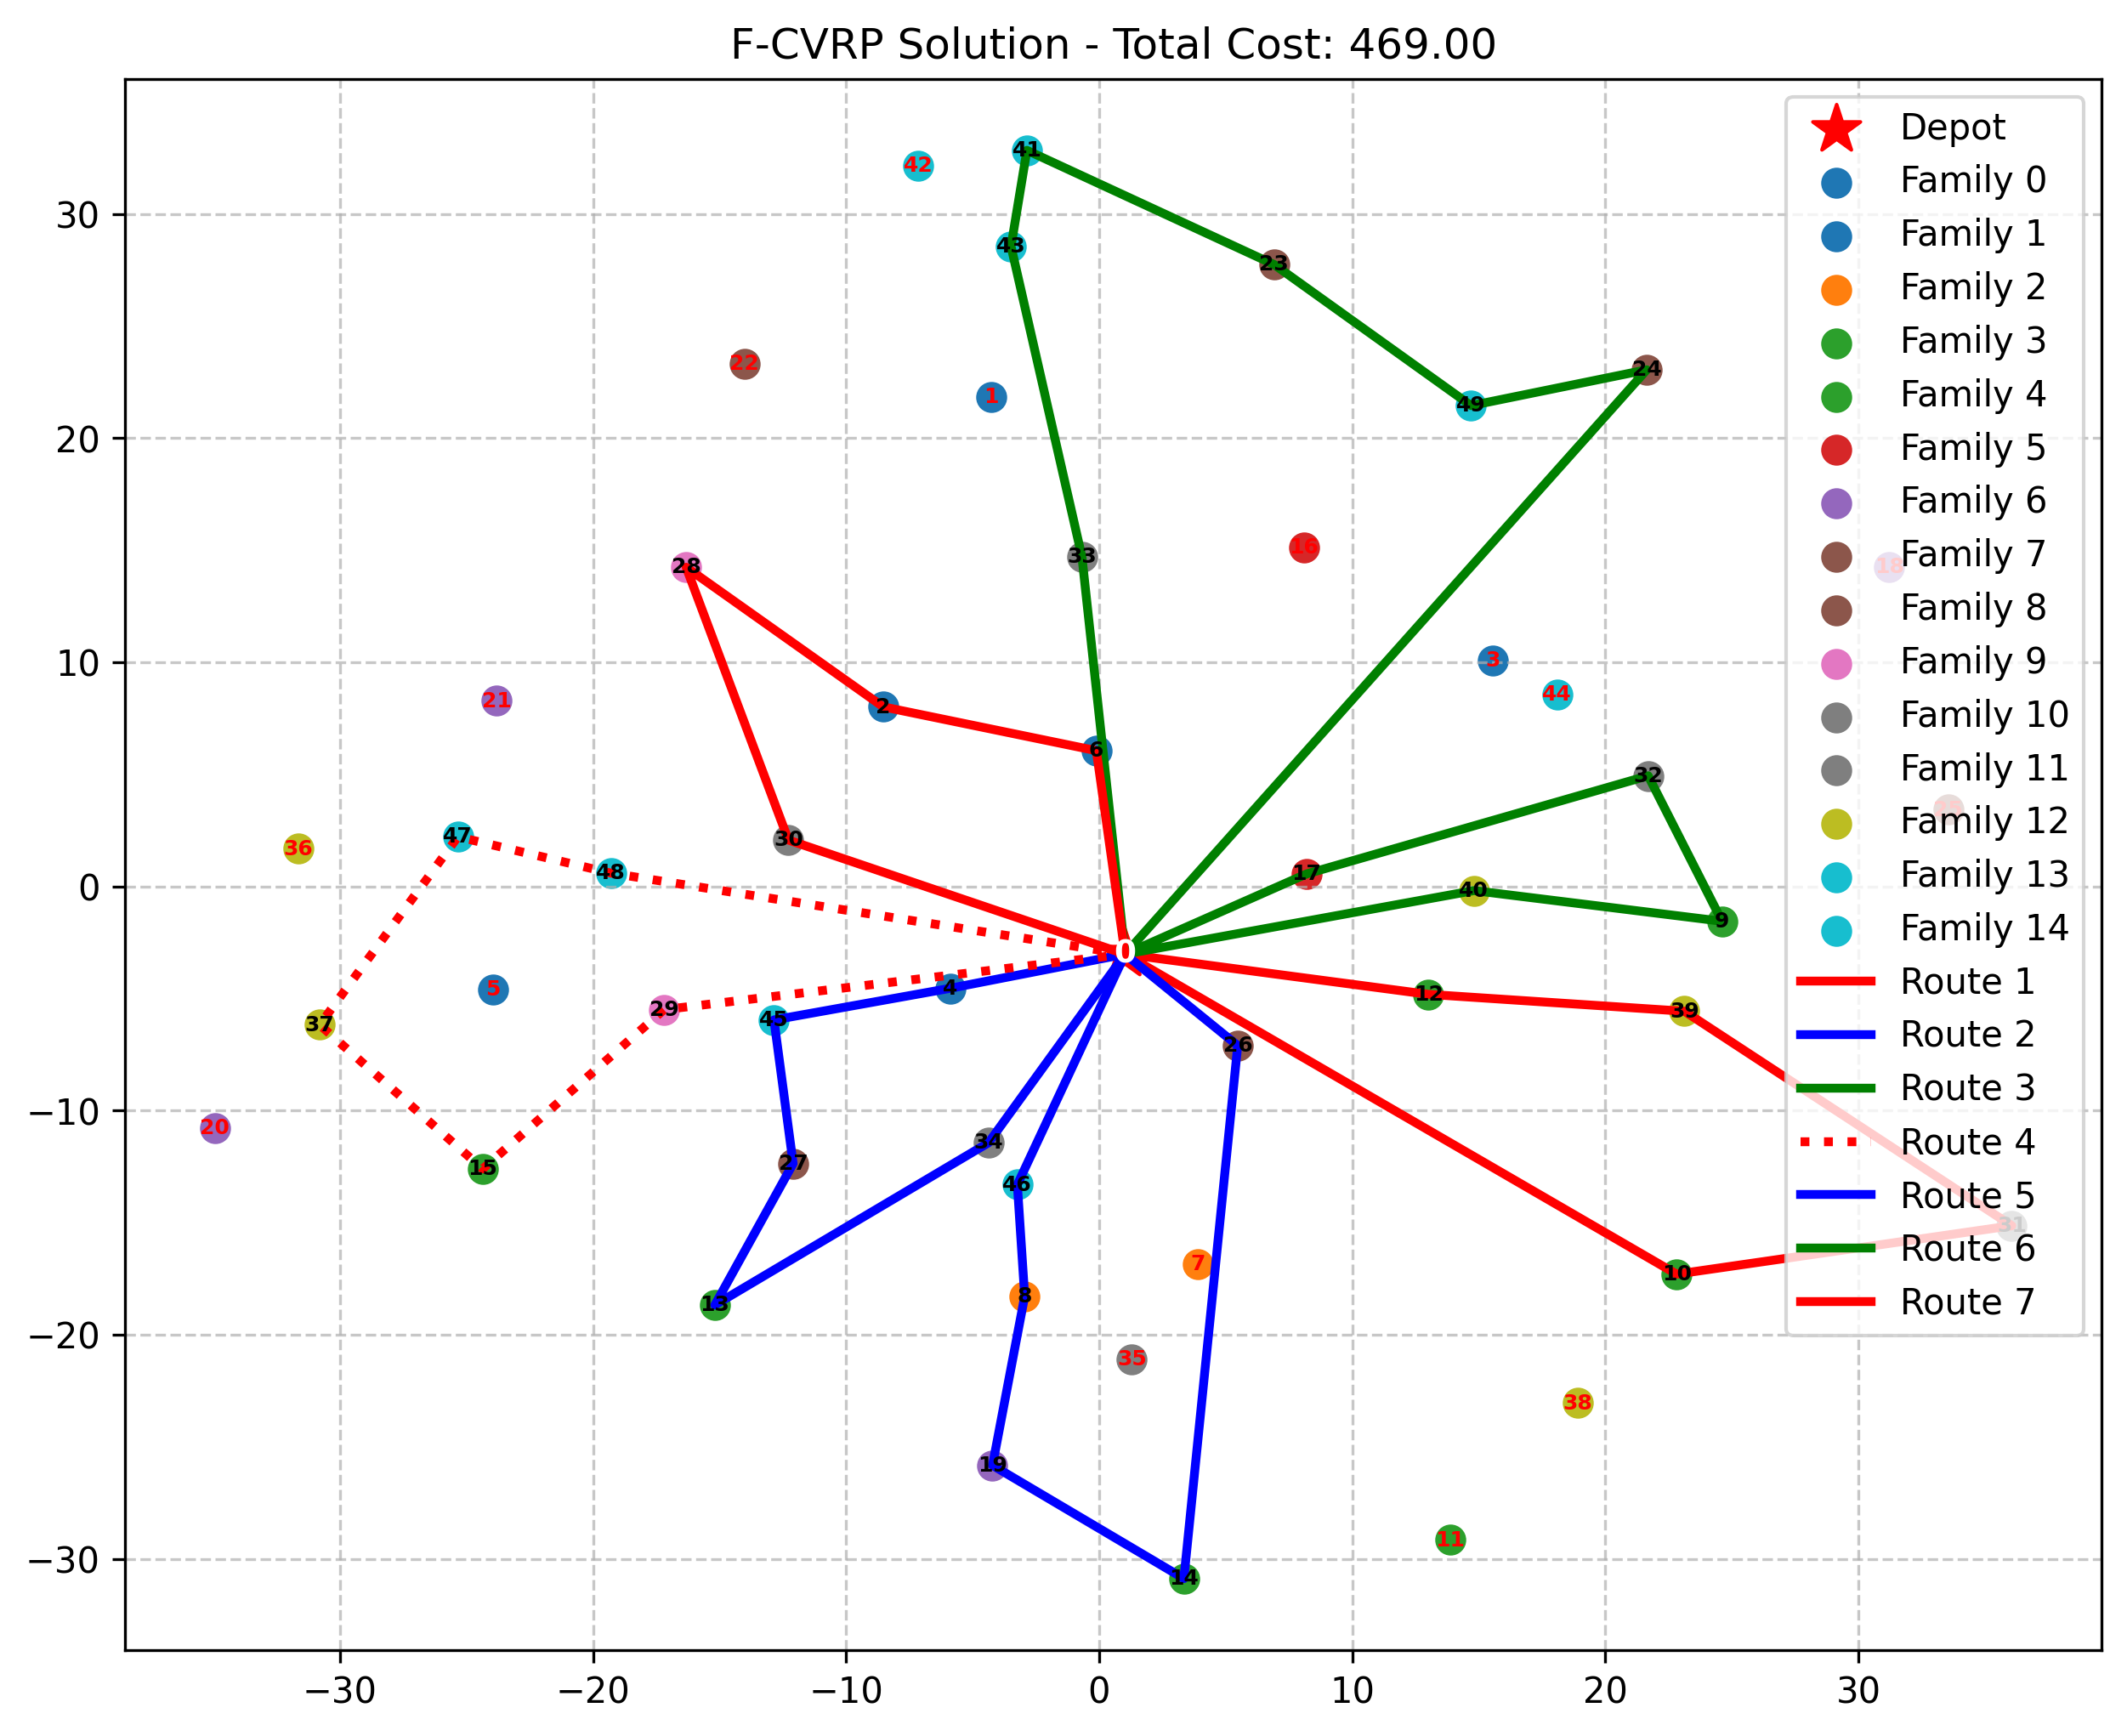 F-CVRP Solution - Total Cost: 469.00
Depot
Family 0
Family 1
Family 2
Family 3
Family 4
Family 5
Family 6
Family 7
Family 8
Family 9
Family 10
Family 11
Family 12
Family 13
Family 14
Route 1
Route 2
Route 3
Route 4
Route 5
Route 6
Route 7
30
20
10
0
−10
−20
−30
−30
−20
−10
0
10
20
30
42
41
43
23
22
24
1
49
33
16
28
18
3
21
44
2
6
32
47
36
48
30
17
40
9
0
5
4
12
29
45
37
39
26
20
34
27
15
46
31
7
10
8
13
35
38
19
11
14